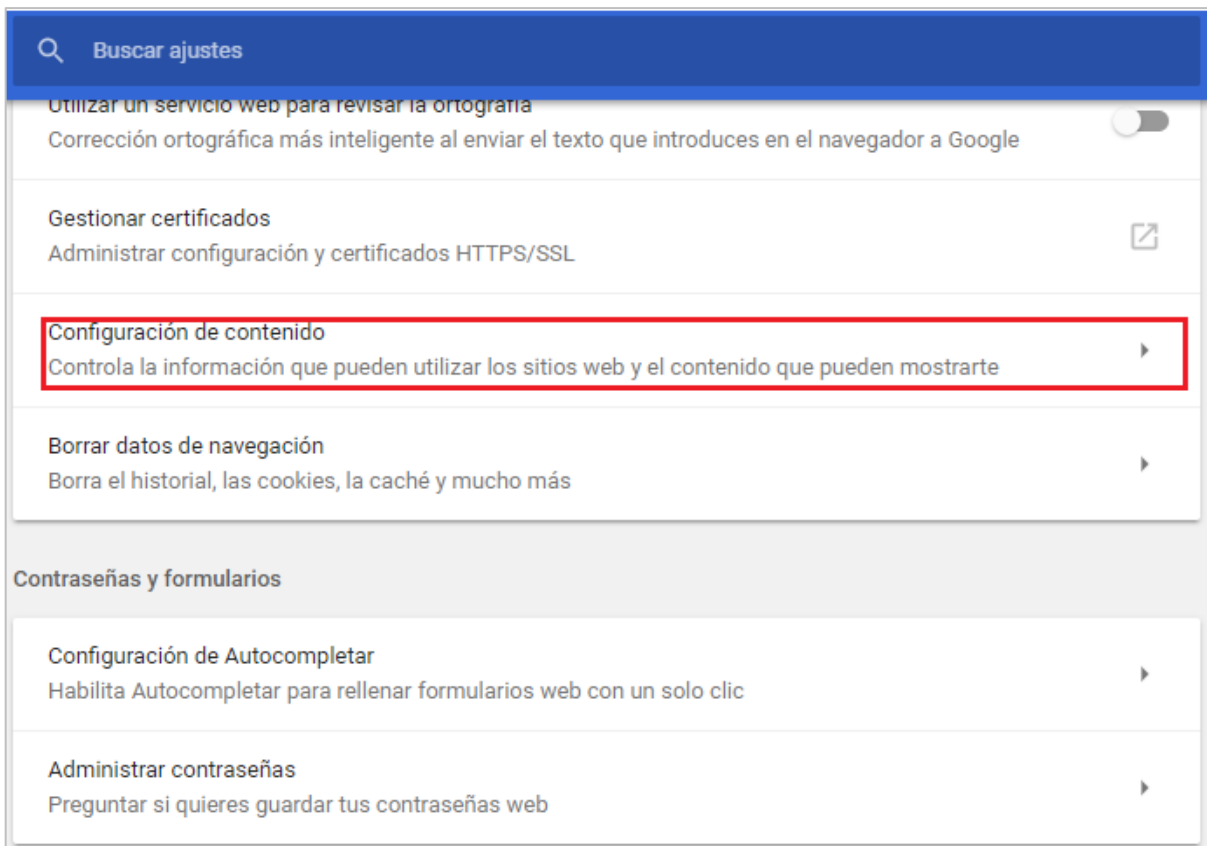 Buscar ajustes
Utilizar un servicio web para revisar la ortografía
Corrección ortográfica más inteligente al enviar el texto que introduces en el navegador a Google
Gestionar certificados
Administrar configuración y certificados HTTPS/SSL
Configuración de contenido
Controla la información que pueden utilizar los sitios web y el contenido que pueden mostrarte
Borrar datos de navegación
Borra el historial, las cookies, la caché y mucho más
Contraseñas y formularios
Configuración de Autocompletar
Habilita Autocompletar para rellenar formularios web con un solo clic
Administrar contraseñas
Preguntar si quieres guardar tus contraseñas web